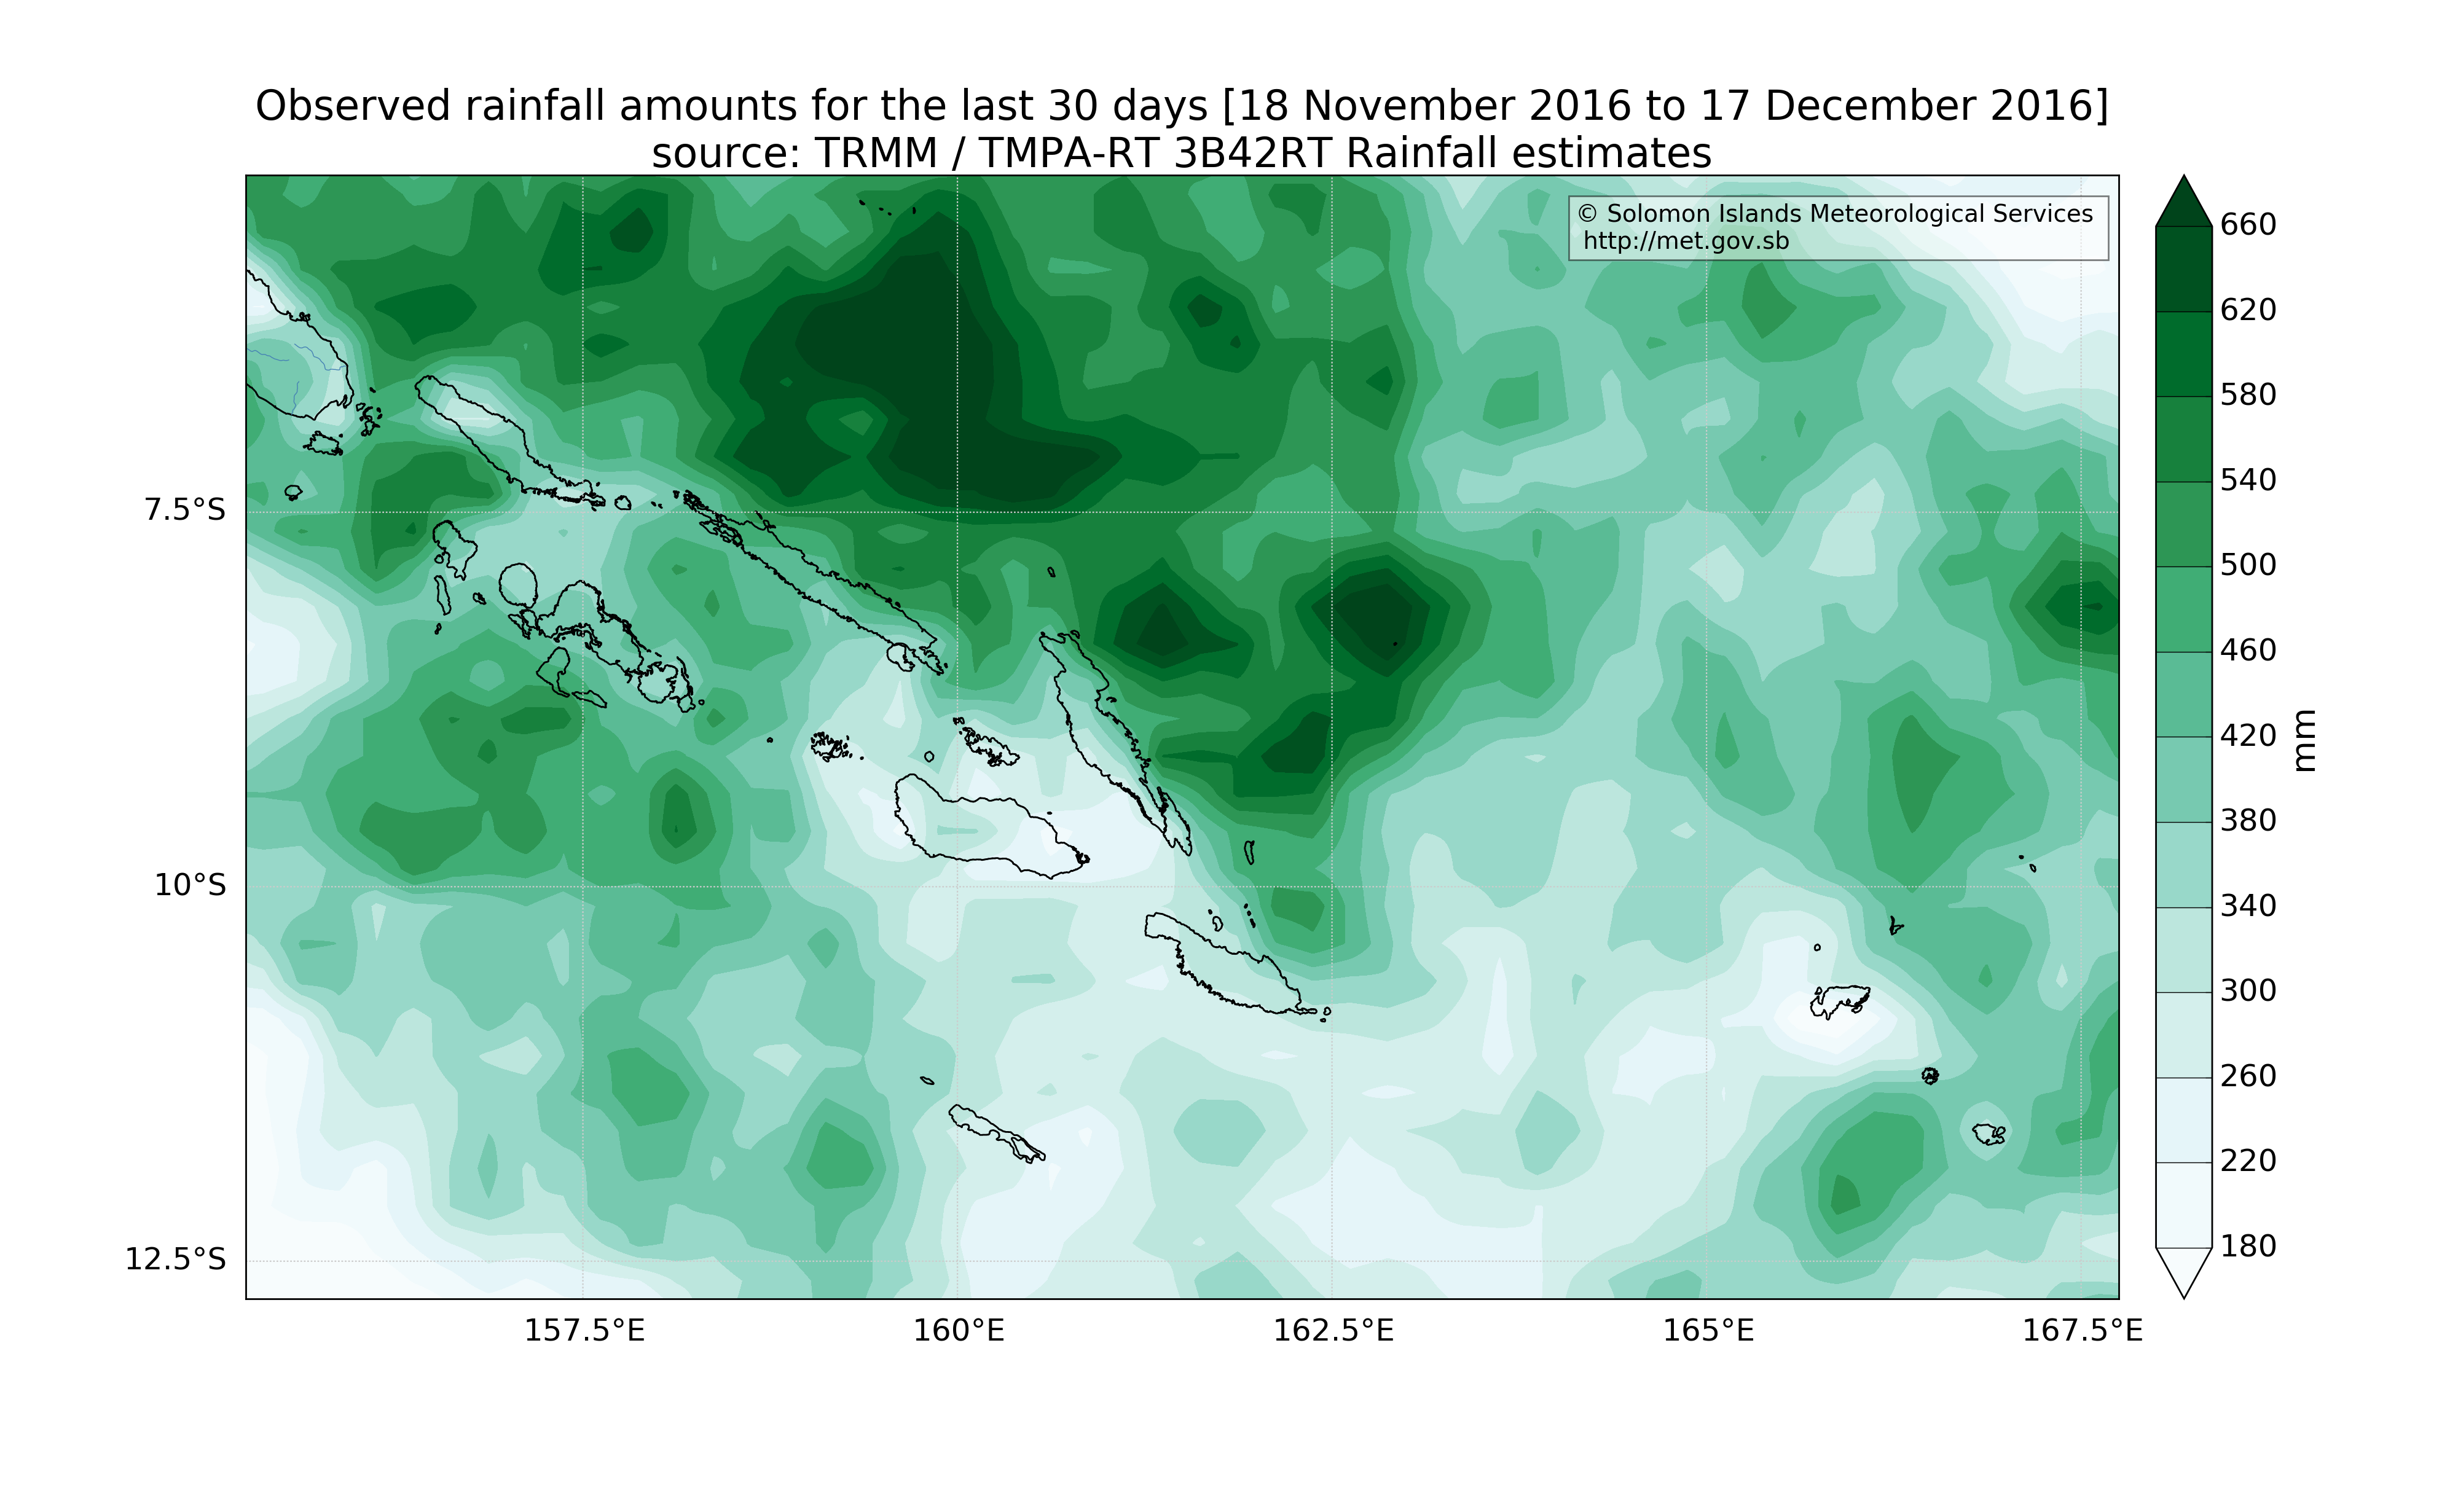 Observed rainfall amounts for the last 30 days [18 November 2016 to 17 December 2016]
source: TRMM / TMPA-RT 3B42RT Rainfall estimates
© Solomon Islands Meteorological Services
http://met.gov.sb
660
620
580
540
500
460
420
380
340
300
260
220
180
mm
7.5°S
10°S
12.5°S
157.5°E
160°E
162.5°E
165°E
167.5°E